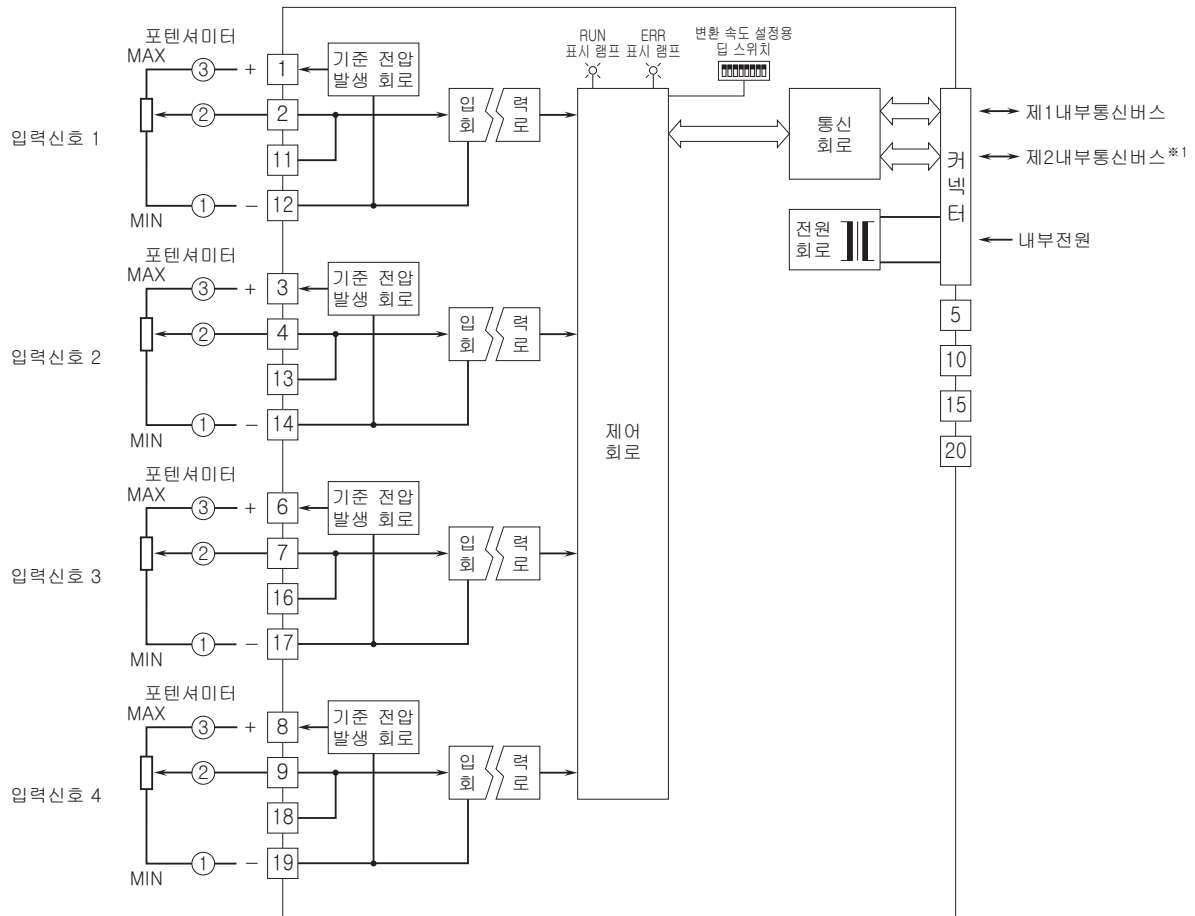 RUN
표시 램프
ERR
표시 램프
변환 속도 설정용
딥 스위치
포텐셔미터
MAX
③ +
1
기준 전압
발생 회로
②
2
입력
회로
11
입력신호 1
① −
12
MIN
포텐셔미터
MAX
③ +
3
기준 전압
발생 회로
②
4
입력
회로
13
입력신호 2
① −
14
MIN
포텐셔미터
MAX
③ +
6
기준 전압
발생 회로
②
7
입력
회로
16
입력신호 3
① −
17
MIN
포텐셔미터
MAX
③ +
8
기준 전압
발생 회로
②
9
입력
회로
18
입력신호 4
① −
19
MIN
제어
회로
통신
회로
전원
회로
커넥터
제1내부통신버스
제2내부통신버스※1
내부전원
5
10
15
20